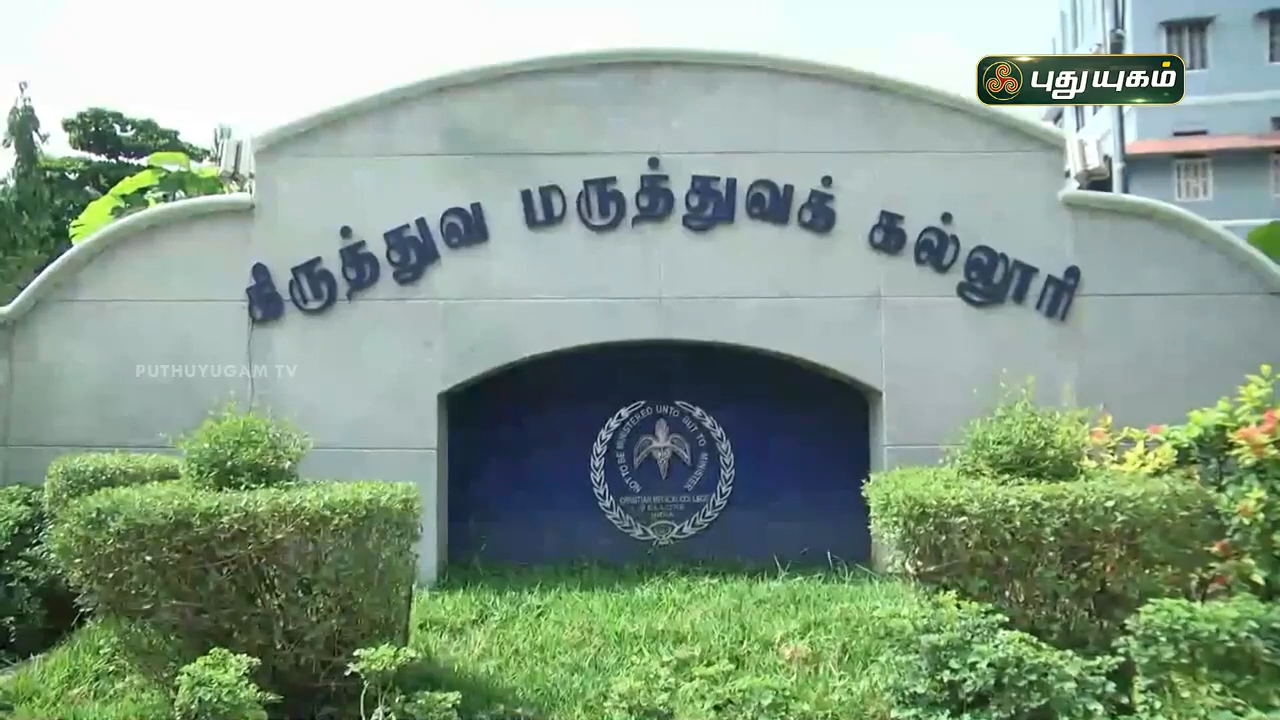 புதுயுகம்
கிருத்துவ மருத்துவக் கல்லூரி
PUTHUYUGAM TV
NOT TO BE MINISTERED UNTO BUT TO MINISTER
CHRISTIAN MEDICAL COLLEGE
VELLORE
INDIA